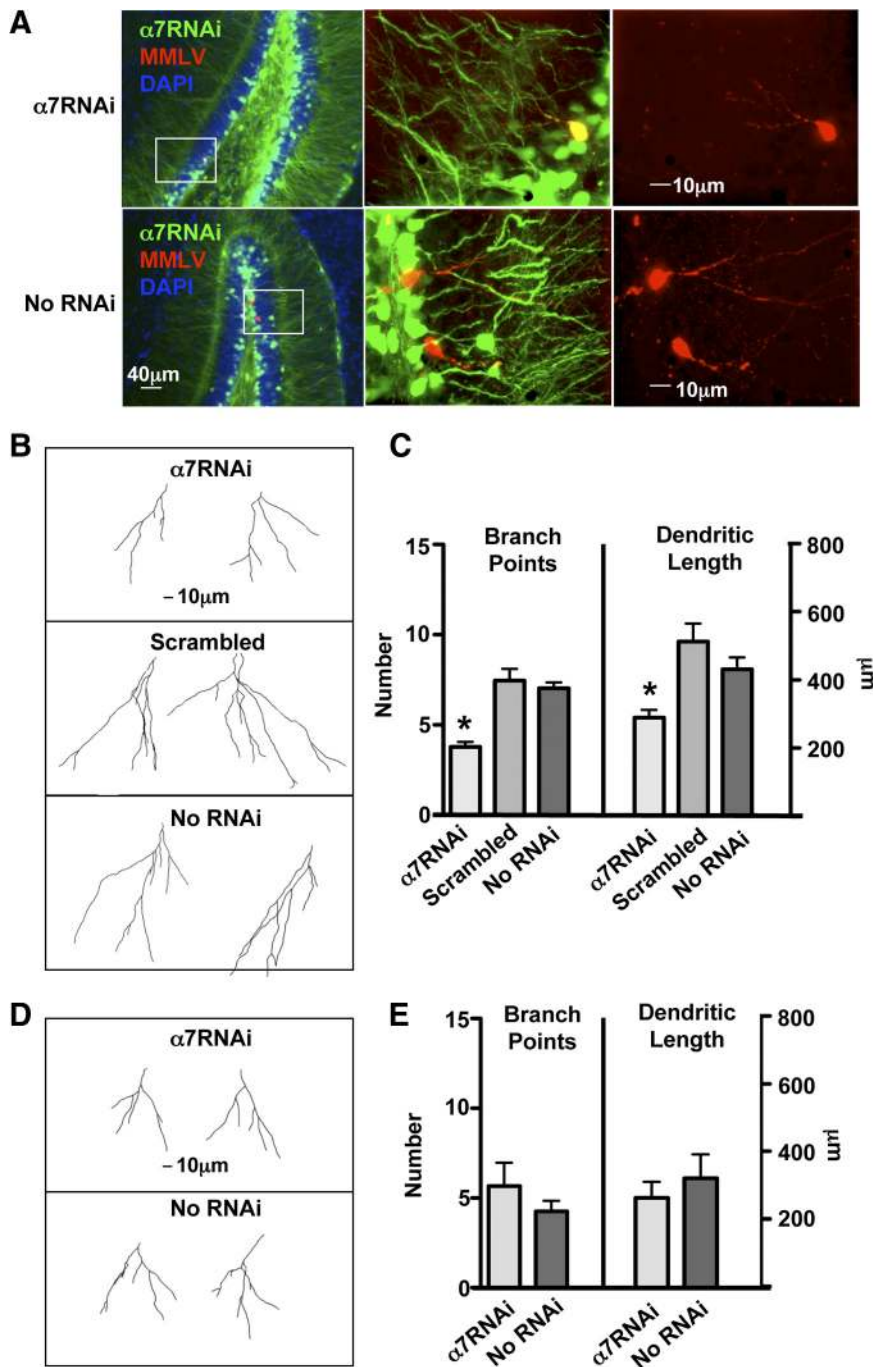 A
α7RNAi
MMLV
DAPI
α7RNAi
10μm
α7RNAi
MMLV
DAPI
No RNAi
40μm
10μm
B
α7RNAi
10μm
Scrambled
No RNAi
C
Branch
Points
Dendritic
Length
15
10
5
0
Number
800
600
400
200
μm
*
*
α7RNAi
Scrambled
No RNAi
α7RNAi
Scrambled
No RNAi
D
α7RNAi
10μm
No RNAi
E
Branch
Points
Dendritic
Length
15
10
5
0
Number
800
600
400
200
μm
α7RNAi
No RNAi
α7RNAi
No RNAi